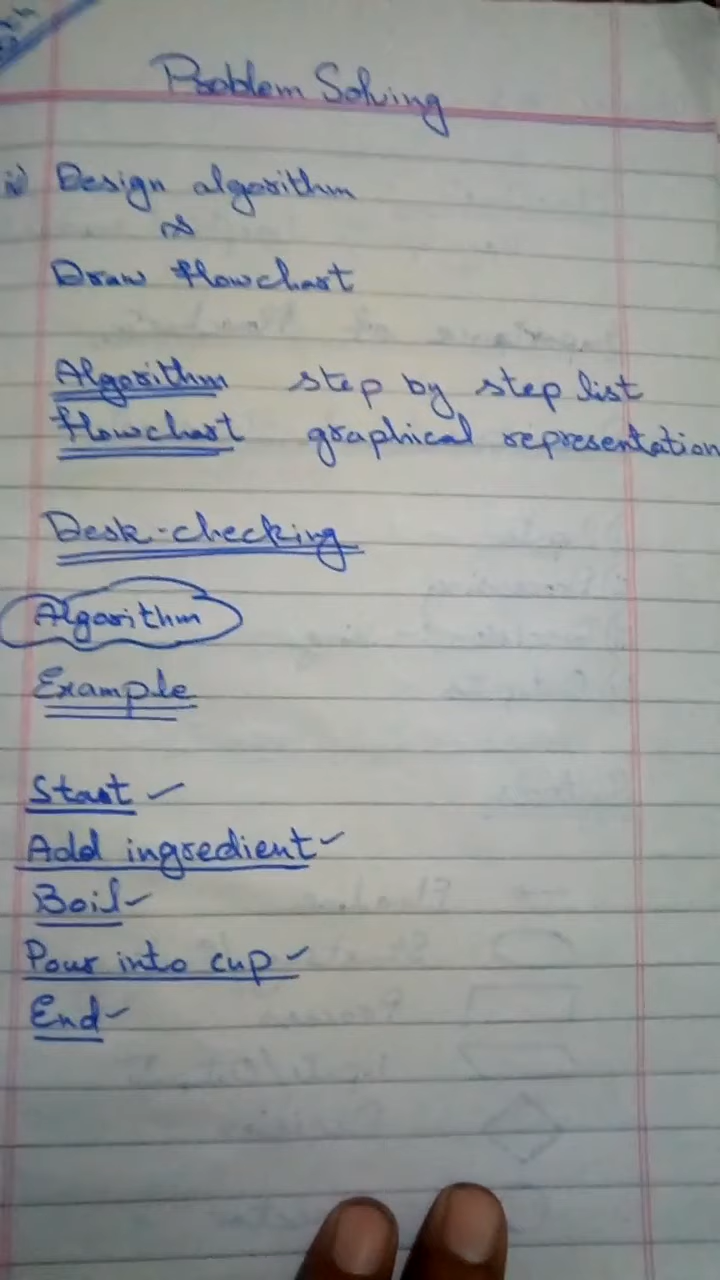 Problem Solving
ii) Design algorithm
or
Draw flowchart
Algorithm step by step list
flowchart graphical representation
Desk-checking
Algorithm
Example
Start
Add ingredient
Boil
Pour into cup
End